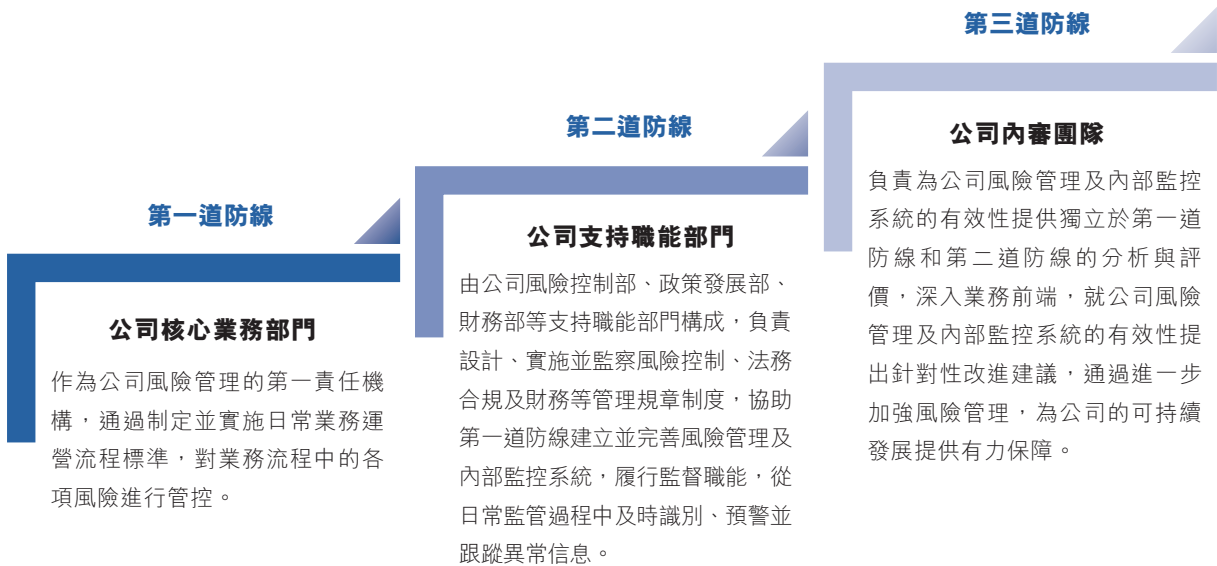 第一道防線
公司核心業務部門
作為公司風險管理的第一責任機
構，通過制定並實施日常業務運
營流程標準，對業務流程中的各
項風險進行管控。
第二道防線
公司支持職能部門
由公司風險控制部、政策發展部、
財務部等支持職能部門構成，負責
設計、實施並監察風險控制、法務
合規及財務等管理規章制度，協助
第一道防線建立並完善風險管理及
內部監控系統，履行監督職能，從
日常監管過程中及時識別、預警並
跟蹤異常信息。
第三道防線
公司內審團隊
負責為公司風險管理及內部監控
系統的有效性提供獨立於第一道
防線和第二道防線的分析與評
價，深入業務前端，就公司風險
管理及內部監控系統的有效性提
出針對性改進建議，通過進一步
加強風險管理，為公司的可持續
發展提供有力保障。